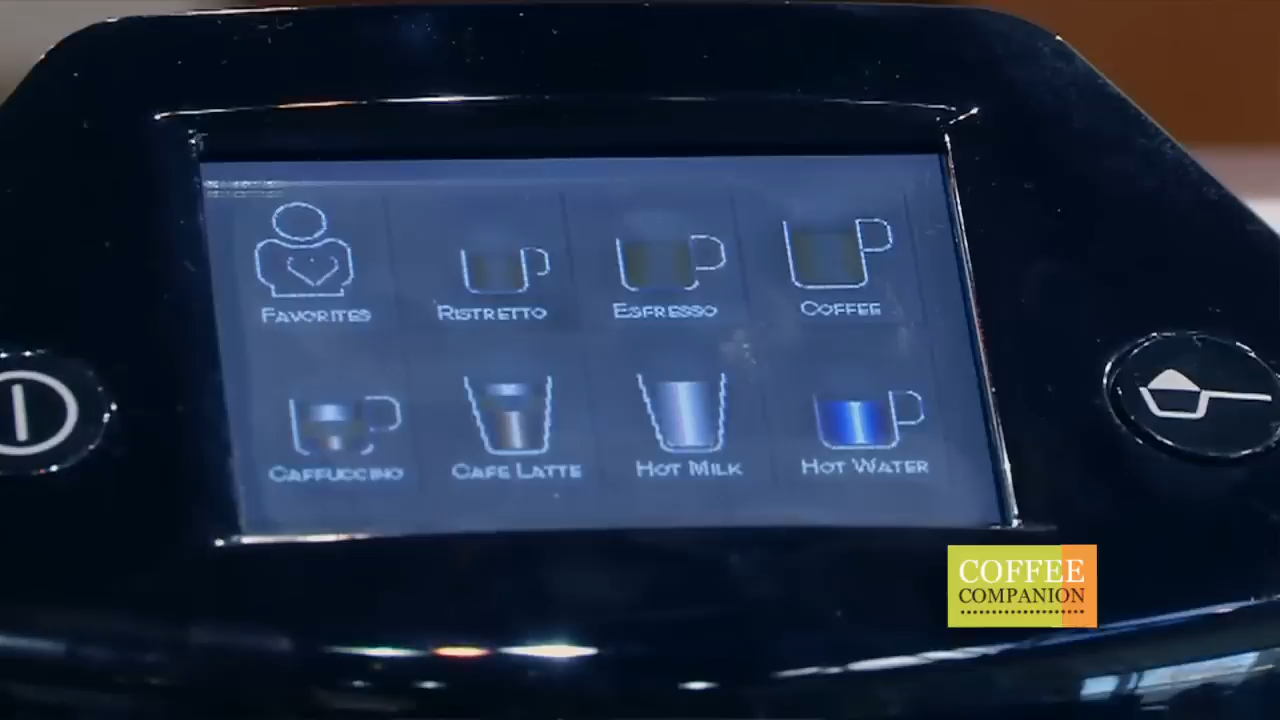 FAVORITES
RISTRETTO
ESPRESSO
COFFEE
CAPPUCCINO
CAFE LATTE
HOT MILK
HOT WATER
COFFEE
COMPANION